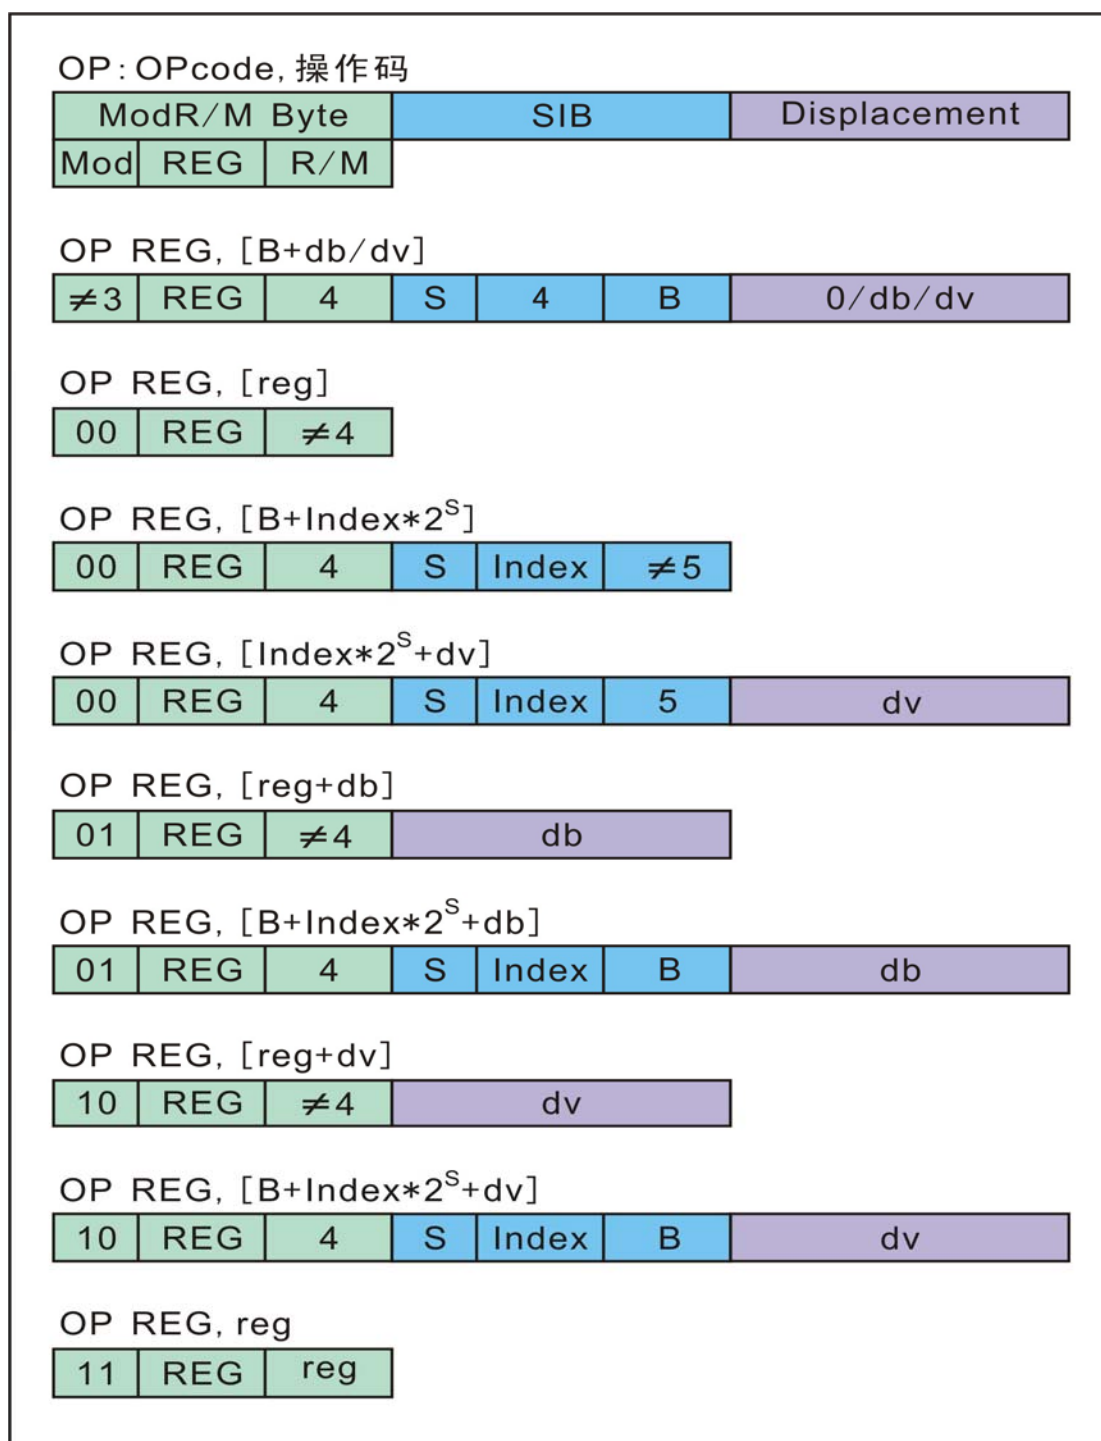 OP: OPcode, 操作码
ModR/M Byte SIB Displacement
Mod REG R/M
OP REG, [B+db/dv]
≠3 REG 4 S 4 B 0/db/dv
OP REG, [reg]
00 REG ≠4
OP REG, [B+Index*2^S]
00 REG 4 S Index ≠5
OP REG, [Index*2^S+dv]
00 REG 4 S Index 5 dv
OP REG, [reg+db]
01 REG ≠4 db
OP REG, [B+Index*2^S+db]
01 REG 4 S Index B db
OP REG, [reg+dv]
10 REG ≠4 dv
OP REG, [B+Index*2^S+dv]
10 REG 4 S Index B dv
OP REG, reg
11 REG reg